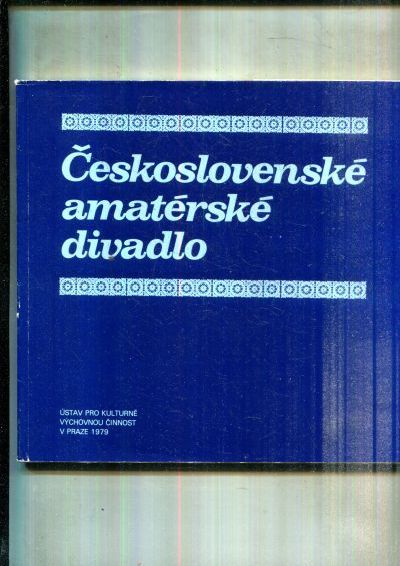 Československé
amatérské
divadlo
ÚSTAV PRO KULTURNĚ
VÝCHOVNOU ČINNOST
V PRAZE 1979